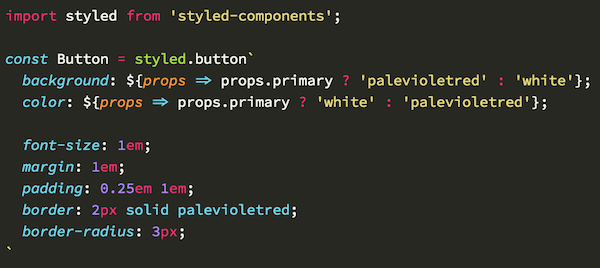 import styled from 'styled-components';

const Button = styled.button`
  background: ${props => props.primary ? 'palevioletred' : 'white'};
  color: ${props => props.primary ? 'white' : 'palevioletred'};

  font-size: 1em;
  margin: 1em;
  padding: 0.25em 1em;
  border: 2px solid palevioletred;
  border-radius: 3px;
`